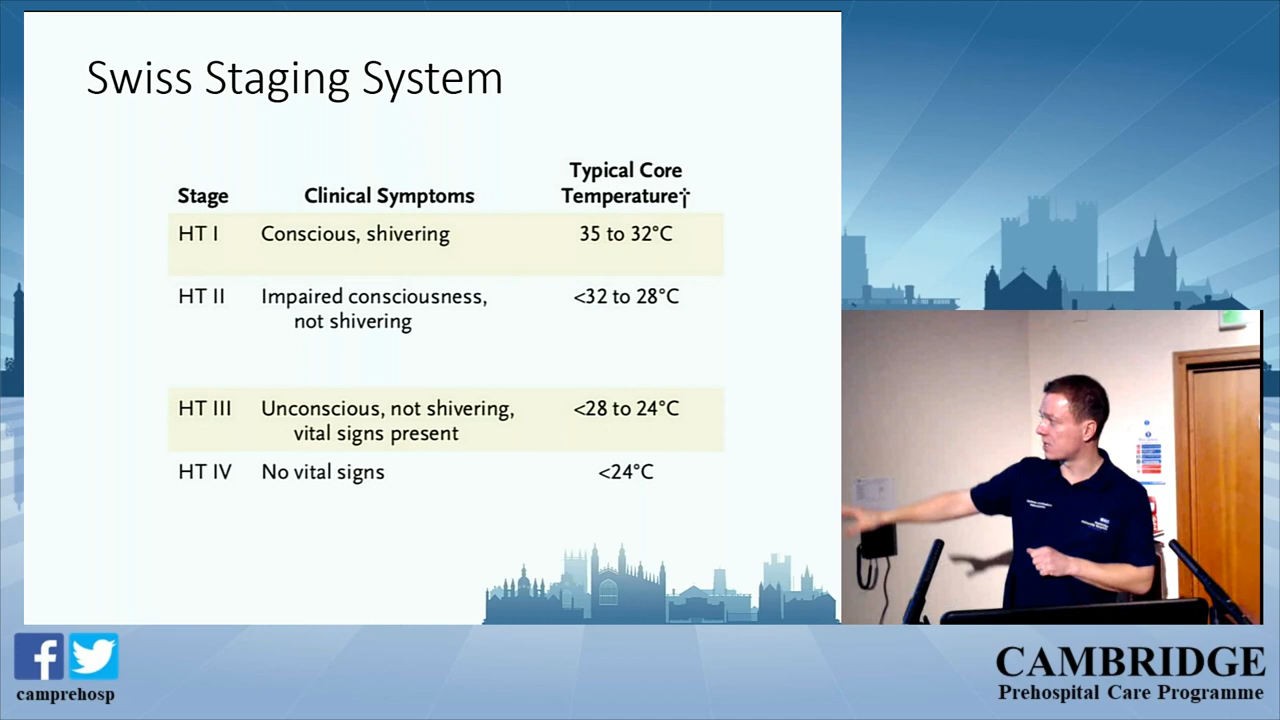 Swiss Staging System
Typical Core
Stage Clinical Symptoms Temperature†
HT I Conscious, shivering 35 to 32°C
HT II Impaired consciousness, <32 to 28°C
not shivering
HT III Unconscious, not shivering, <28 to 24°C
vital signs present
HT IV No vital signs <24°C
camprehosp
CAMBRIDGE
Prehospital Care Programme